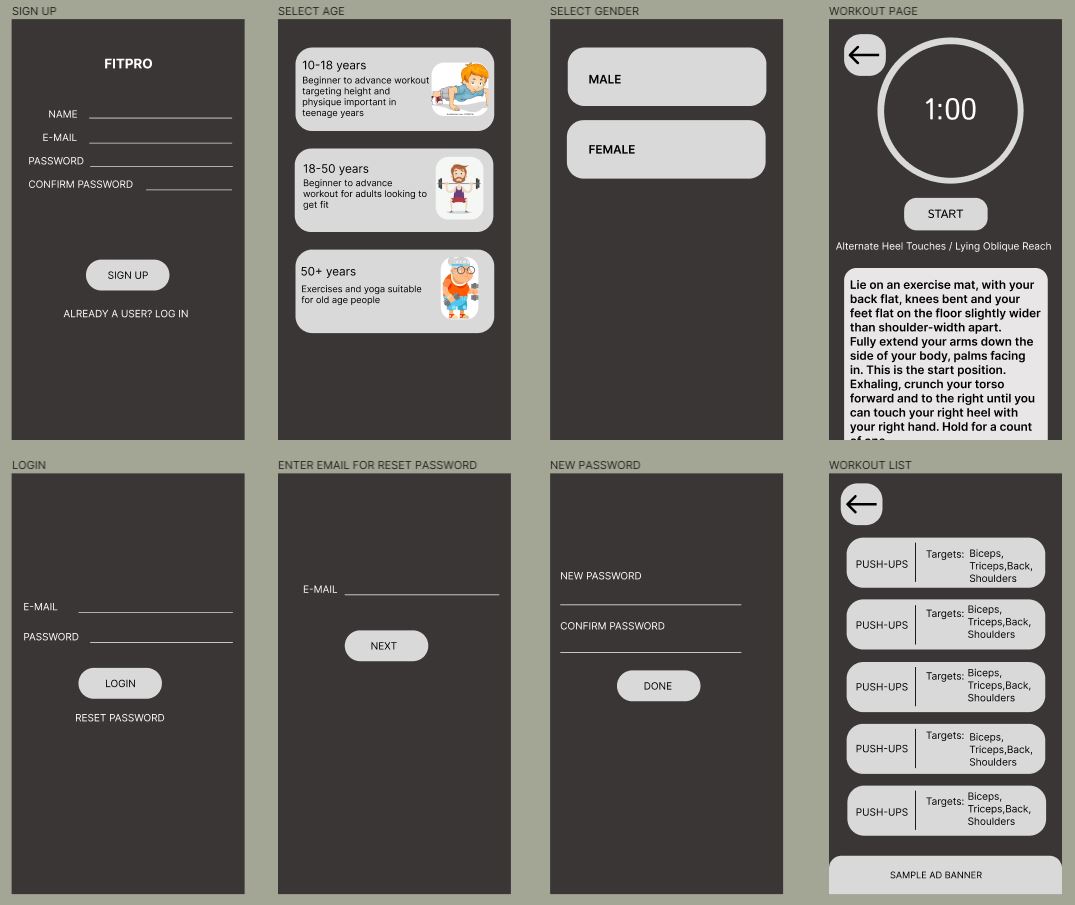 SIGN UP
FITPRO
NAME
E-MAIL
PASSWORD
CONFIRM PASSWORD
SIGN UP
ALREADY A USER? LOG IN
SELECT AGE
10-18 years
Beginner to advance workout
targeting height and
physique important in
teenage years
18-50 years
Beginner to advance
workout for adults looking to
get fit
50+ years
Exercises and yoga suitable
for old age people
SELECT GENDER
MALE
FEMALE
WORKOUT PAGE
1:00
START
Alternate Heel Touches / Lying Oblique Reach
Lie on an exercise mat, with your
back flat, knees bent and your
feet flat on the floor slightly wider
than shoulder-width apart.
Fully extend your arms down the
side of your body, palms facing
in. This is the start position.
Exhaling, crunch your torso
forward and to the right until you
can touch your right heel with
your right hand. Hold for a count
of one
LOGIN
E-MAIL
PASSWORD
LOGIN
RESET PASSWORD
ENTER EMAIL FOR RESET PASSWORD
E-MAIL
NEXT
NEW PASSWORD
NEW PASSWORD
CONFIRM PASSWORD
DONE
WORKOUT LIST
PUSH-UPS
Targets:
Biceps,
Triceps,Back,
Shoulders
PUSH-UPS
Targets:
Biceps,
Triceps,Back,
Shoulders
PUSH-UPS
Targets:
Biceps,
Triceps,Back,
Shoulders
PUSH-UPS
Targets:
Biceps,
Triceps,Back,
Shoulders
PUSH-UPS
Targets:
Biceps,
Triceps,Back,
Shoulders
SAMPLE AD BANNER